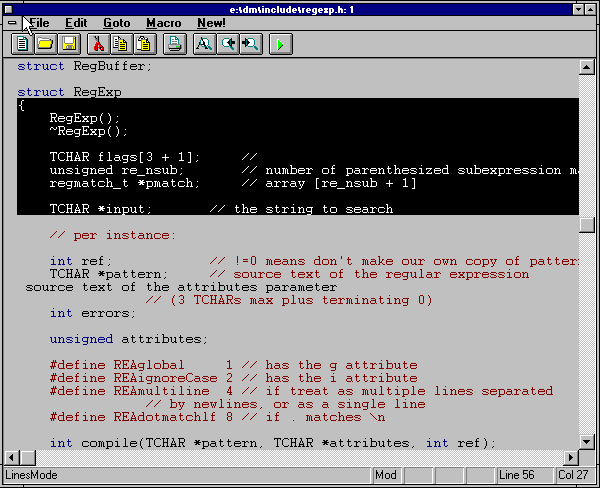 e:\dm\include\regexp.h: 1
File Edit Goto Macro New!
struct RegBuffer;
struct RegExp
{
RegExp();
~RegExp();
TCHAR flags[3 + 1]; //
unsigned re_nsub; // number of parenthesized subexpression ma
regmatch_t *pmatch; // array [re_nsub + 1]
TCHAR *input; // the string to search
// per instance:
int ref; // !=0 means don't make our own copy of pattern
TCHAR *pattern; // source text of the regular expression
source text of the attributes parameter
// (3 TCHARs max plus terminating 0)
int errors;
unsigned attributes;
#define REAglobal 1 // has the g attribute
#define REAignoreCase 2 // has the i attribute
#define REAmultiline 4 // if treat as multiple lines separated
// by newlines, or as a single line
#define REAdotmatchlf 8 // if . matches \n
int compile(TCHAR *pattern, TCHAR *attributes, int ref);
LinesMode Mod Line 56 Col 27